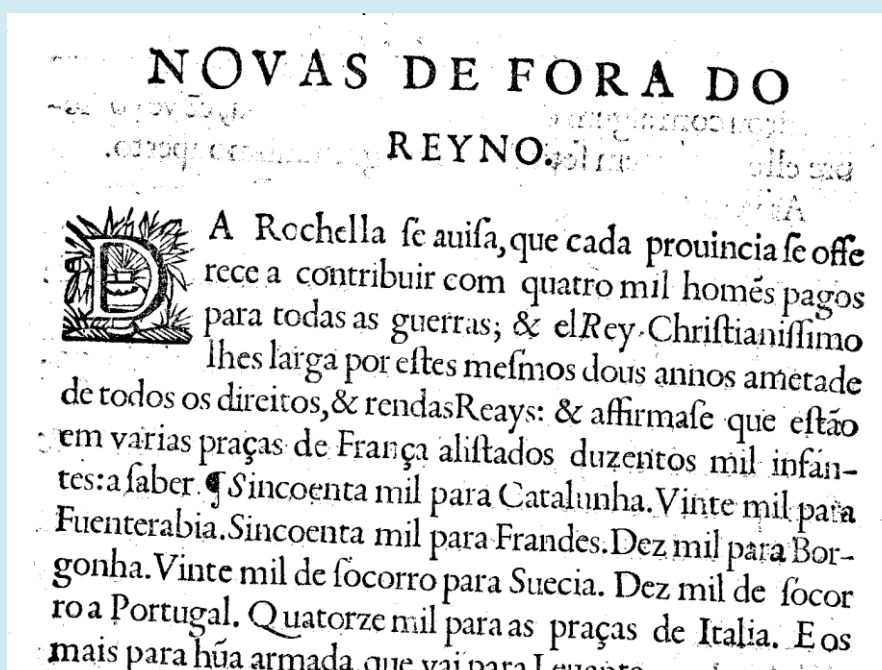 NOVAS DE FORA DO
REYNO.
DA Rochella ſe auiſa, que cada prouincia ſe offe
rece a contribuir com quatro mil homẽs pagos
para todas as guerras; & elRey Chriſtianiſſimo
lhes larga por eſtes meſmos dous annos ametade
de todos os direitos, & rendasReays: & affirmaſe que eſtão
em varias praças de França aliſtados duzentos mil infan-
tes:a ſaber. ¶ Sincoenta mil para Catalunha. Vinte mil para
Fuenterabia. Sincoenta mil para Frandes. Dez mil para Bor-
gonha. Vinte mil de ſocorro para Suecia. Dez mil de ſocor
ro a Portugal. Quatorze mil para as praças de Italia. E os
mais para hũa armada que vai para Leuante